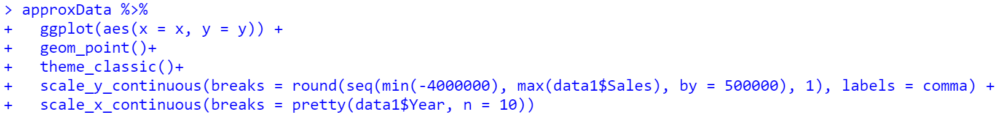 > approxData %>%
+   ggplot(aes(x = x, y = y)) +
+   geom_point()+
+   theme_classic()+
+   scale_y_continuous(breaks = round(seq(min(-4000000), max(data1$Sales), by = 500000), 1), labels = comma) +
+   scale_x_continuous(breaks = pretty(data1$Year, n = 10))